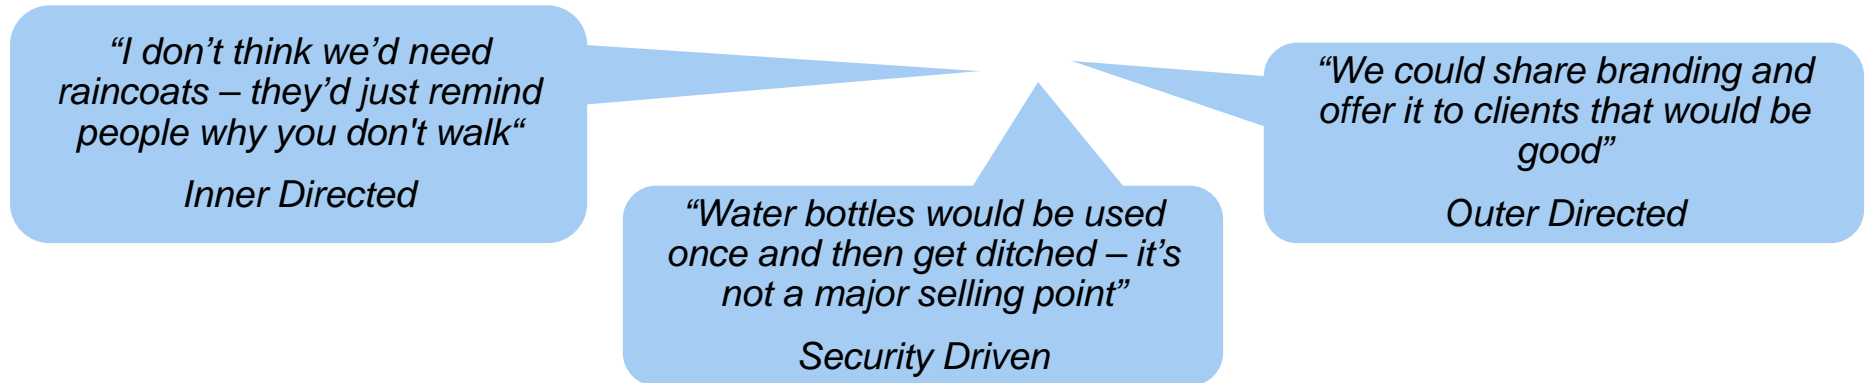 “I don’t think we’d need
raincoats – they’d just remind
people why you don't walk“
Inner Directed
“Water bottles would be used
once and then get ditched – it’s
not a major selling point”
Security Driven
“We could share branding and
offer it to clients that would be
good”
Outer Directed